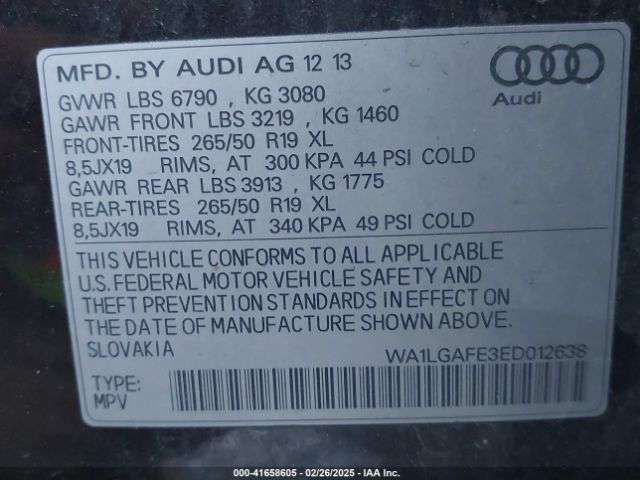 MFD. BY AUDI AG 12 13
GVWR LBS 6790 , KG 3080
GAWR FRONT LBS 3219 , KG 1460
FRONT-TIRES 265/50 R19 XL
8,5JX19 RIMS, AT 300 KPA 44 PSI COLD
GAWR REAR LBS 3913 , KG 1775
REAR-TIRES 265/50 R19 XL
8,5JX19 RIMS, AT 340 KPA 49 PSI COLD
Audi
THIS VEHICLE CONFORMS TO ALL APPLICABLE
U.S. FEDERAL MOTOR VEHICLE SAFETY AND
THEFT PREVENTION STANDARDS IN EFFECT ON
THE DATE OF MANUFACTURE SHOWN ABOVE.
SLOVAKIA WA1LGAFE3ED012638
TYPE:
MPV
000-41658605 - 02/26/2025 - IAA Inc.